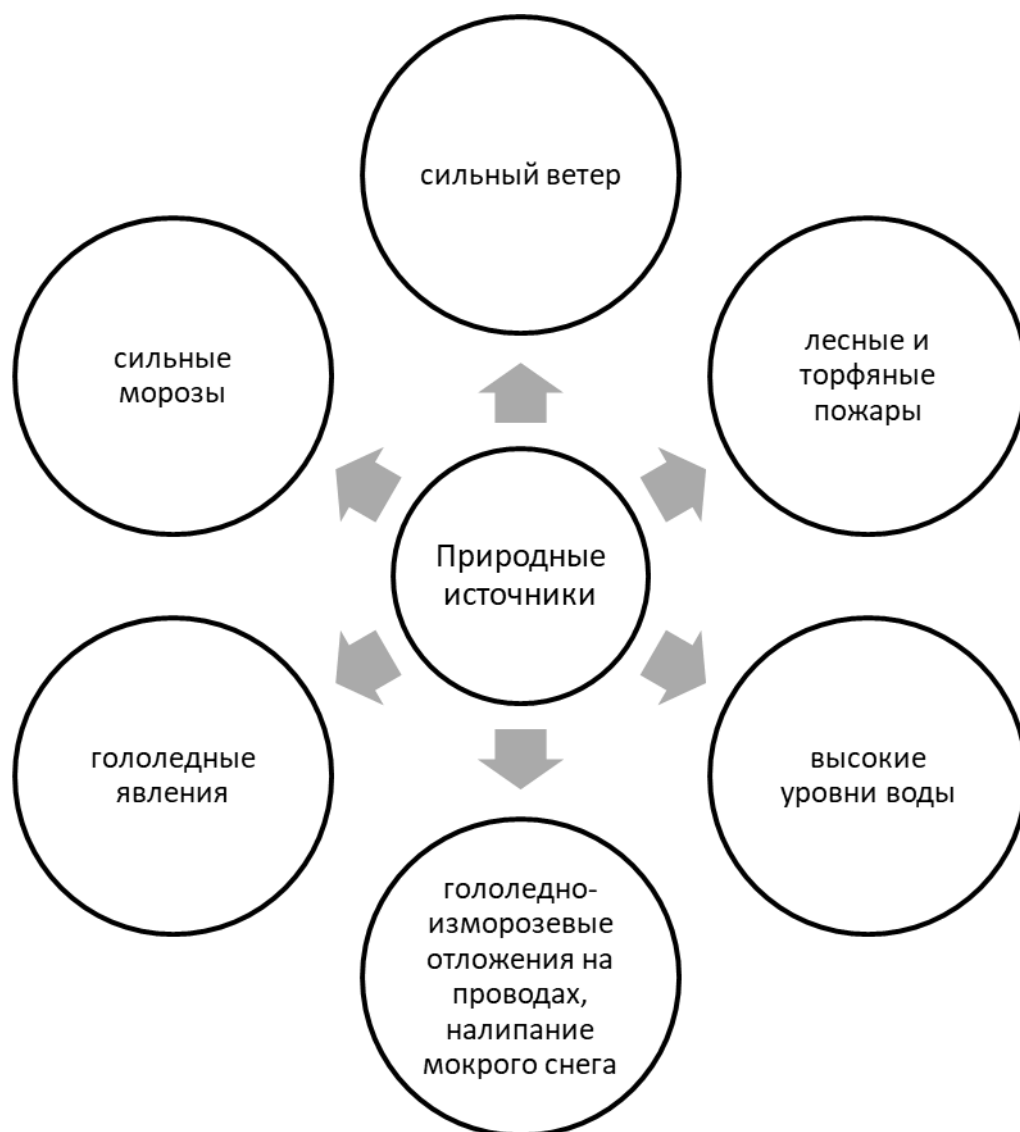 сильный ветер
сильные
морозы
лесные и
торфяные
пожары
Природные
источники
гололедные
явления
высокие
уровни воды
гололедно-
изморозевые
отложения на
проводах,
налипание
мокрого снега